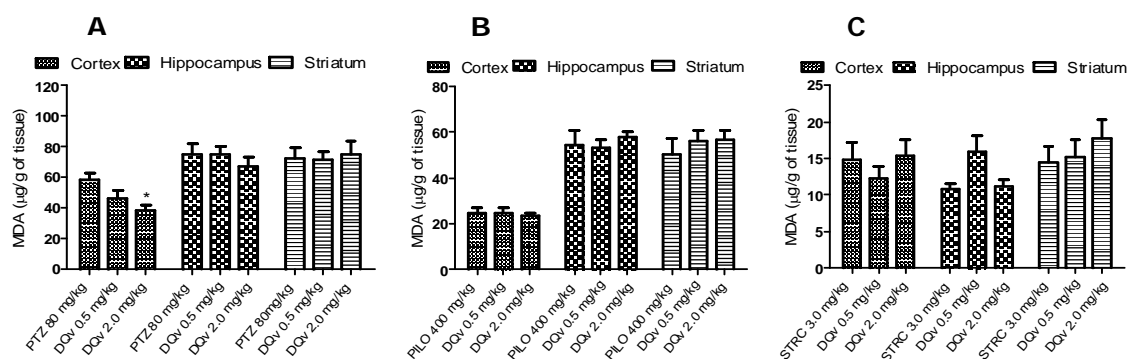 A
B
C
Cortex Hippocampus Striatum
Cortex Hippocampus Striatum
Cortex Hippocampus Striatum
MDA (µg/g of tissue)
120
100
80
60
40
20
0
*
PTZ 80 mg/kg
DQv 0.5 mg/kg
DQv 2.0 mg/kg
PTZ 80 mg/kg
DQv 0.5 mg/kg
DQv 2.0 mg/kg
PTZ 80mg/kg
DQv 0.5 mg/kg
DQv 2.0 mg/kg
MDA (µg/g of tissue)
80
60
40
20
0
PILO 400 mg/kg
DQv 0.5 mg/kg
DQv 2.0 mg/kg
PILO 400 mg/kg
DQv 0.5 mg/kg
DQv 2.0 mg/kg
PILO 400 mg/kg
DQv 0.5 mg/kg
DQv 2.0 mg/kg
MDA (µg/g of tissue)
25
20
15
10
5
0
STRC 3.0 mg/kg
DQv 0.5 mg/kg
DQv 2.0 mg/kg
STRC 3.0 mg/kg
DQv 0.5 mg/kg
DQv 2.0 mg/kg
STRC 3.0 mg/kg
DQv 0.5 mg/kg
DQv 2.0 mg/kg